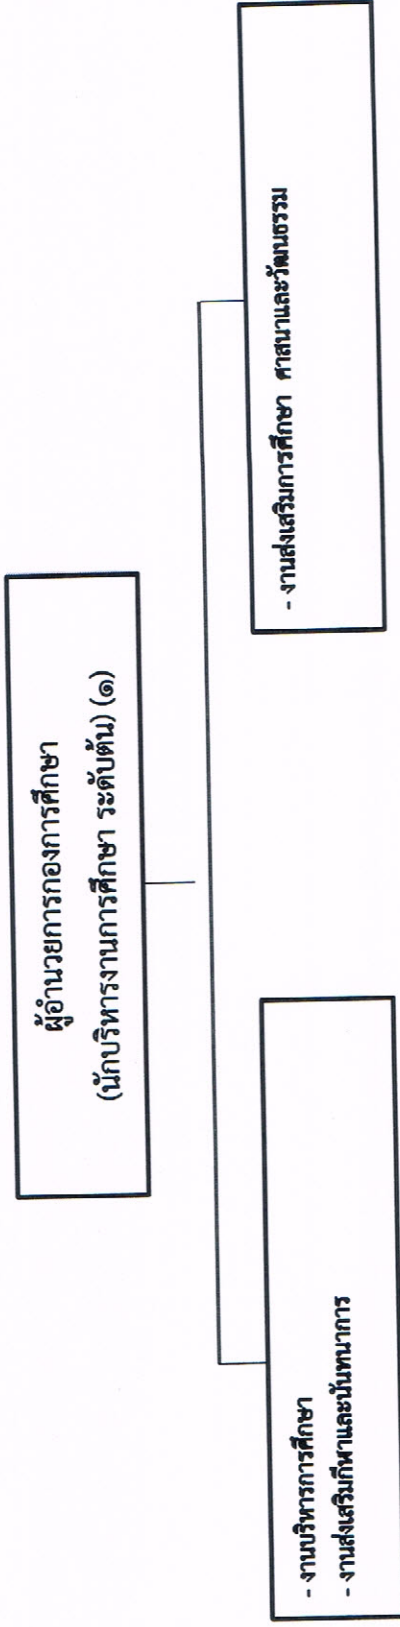 ผู้อำนวยการกองการศึกษา
(นักบริหารงานการศึกษา ระดับต้น) (๑)
- งานบริหารการศึกษา
- งานส่งเสริมกีฬาและนันทนาการ
- งานส่งเสริมการศึกษา ศาสนาและวัฒนธรรม